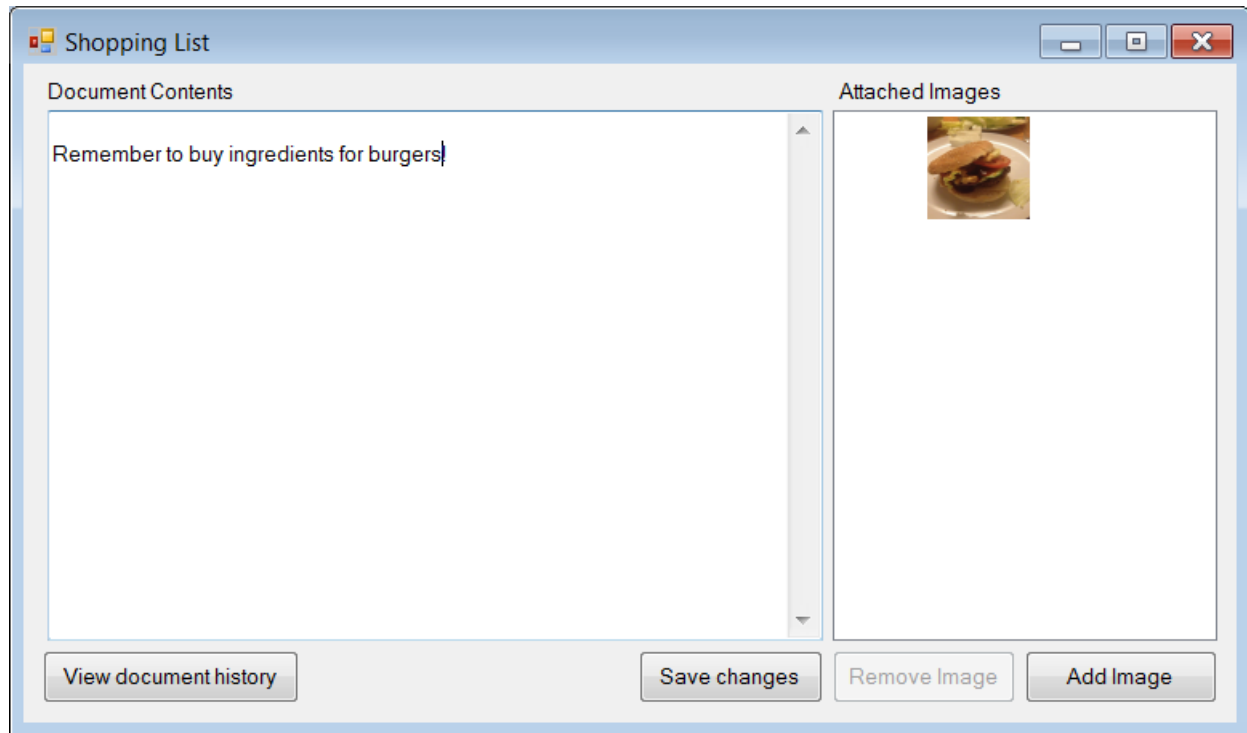 Shopping List
Document Contents
Attached Images
Remember to buy ingredients for burgers!
View document history
Save changes
Remove Image
Add Image